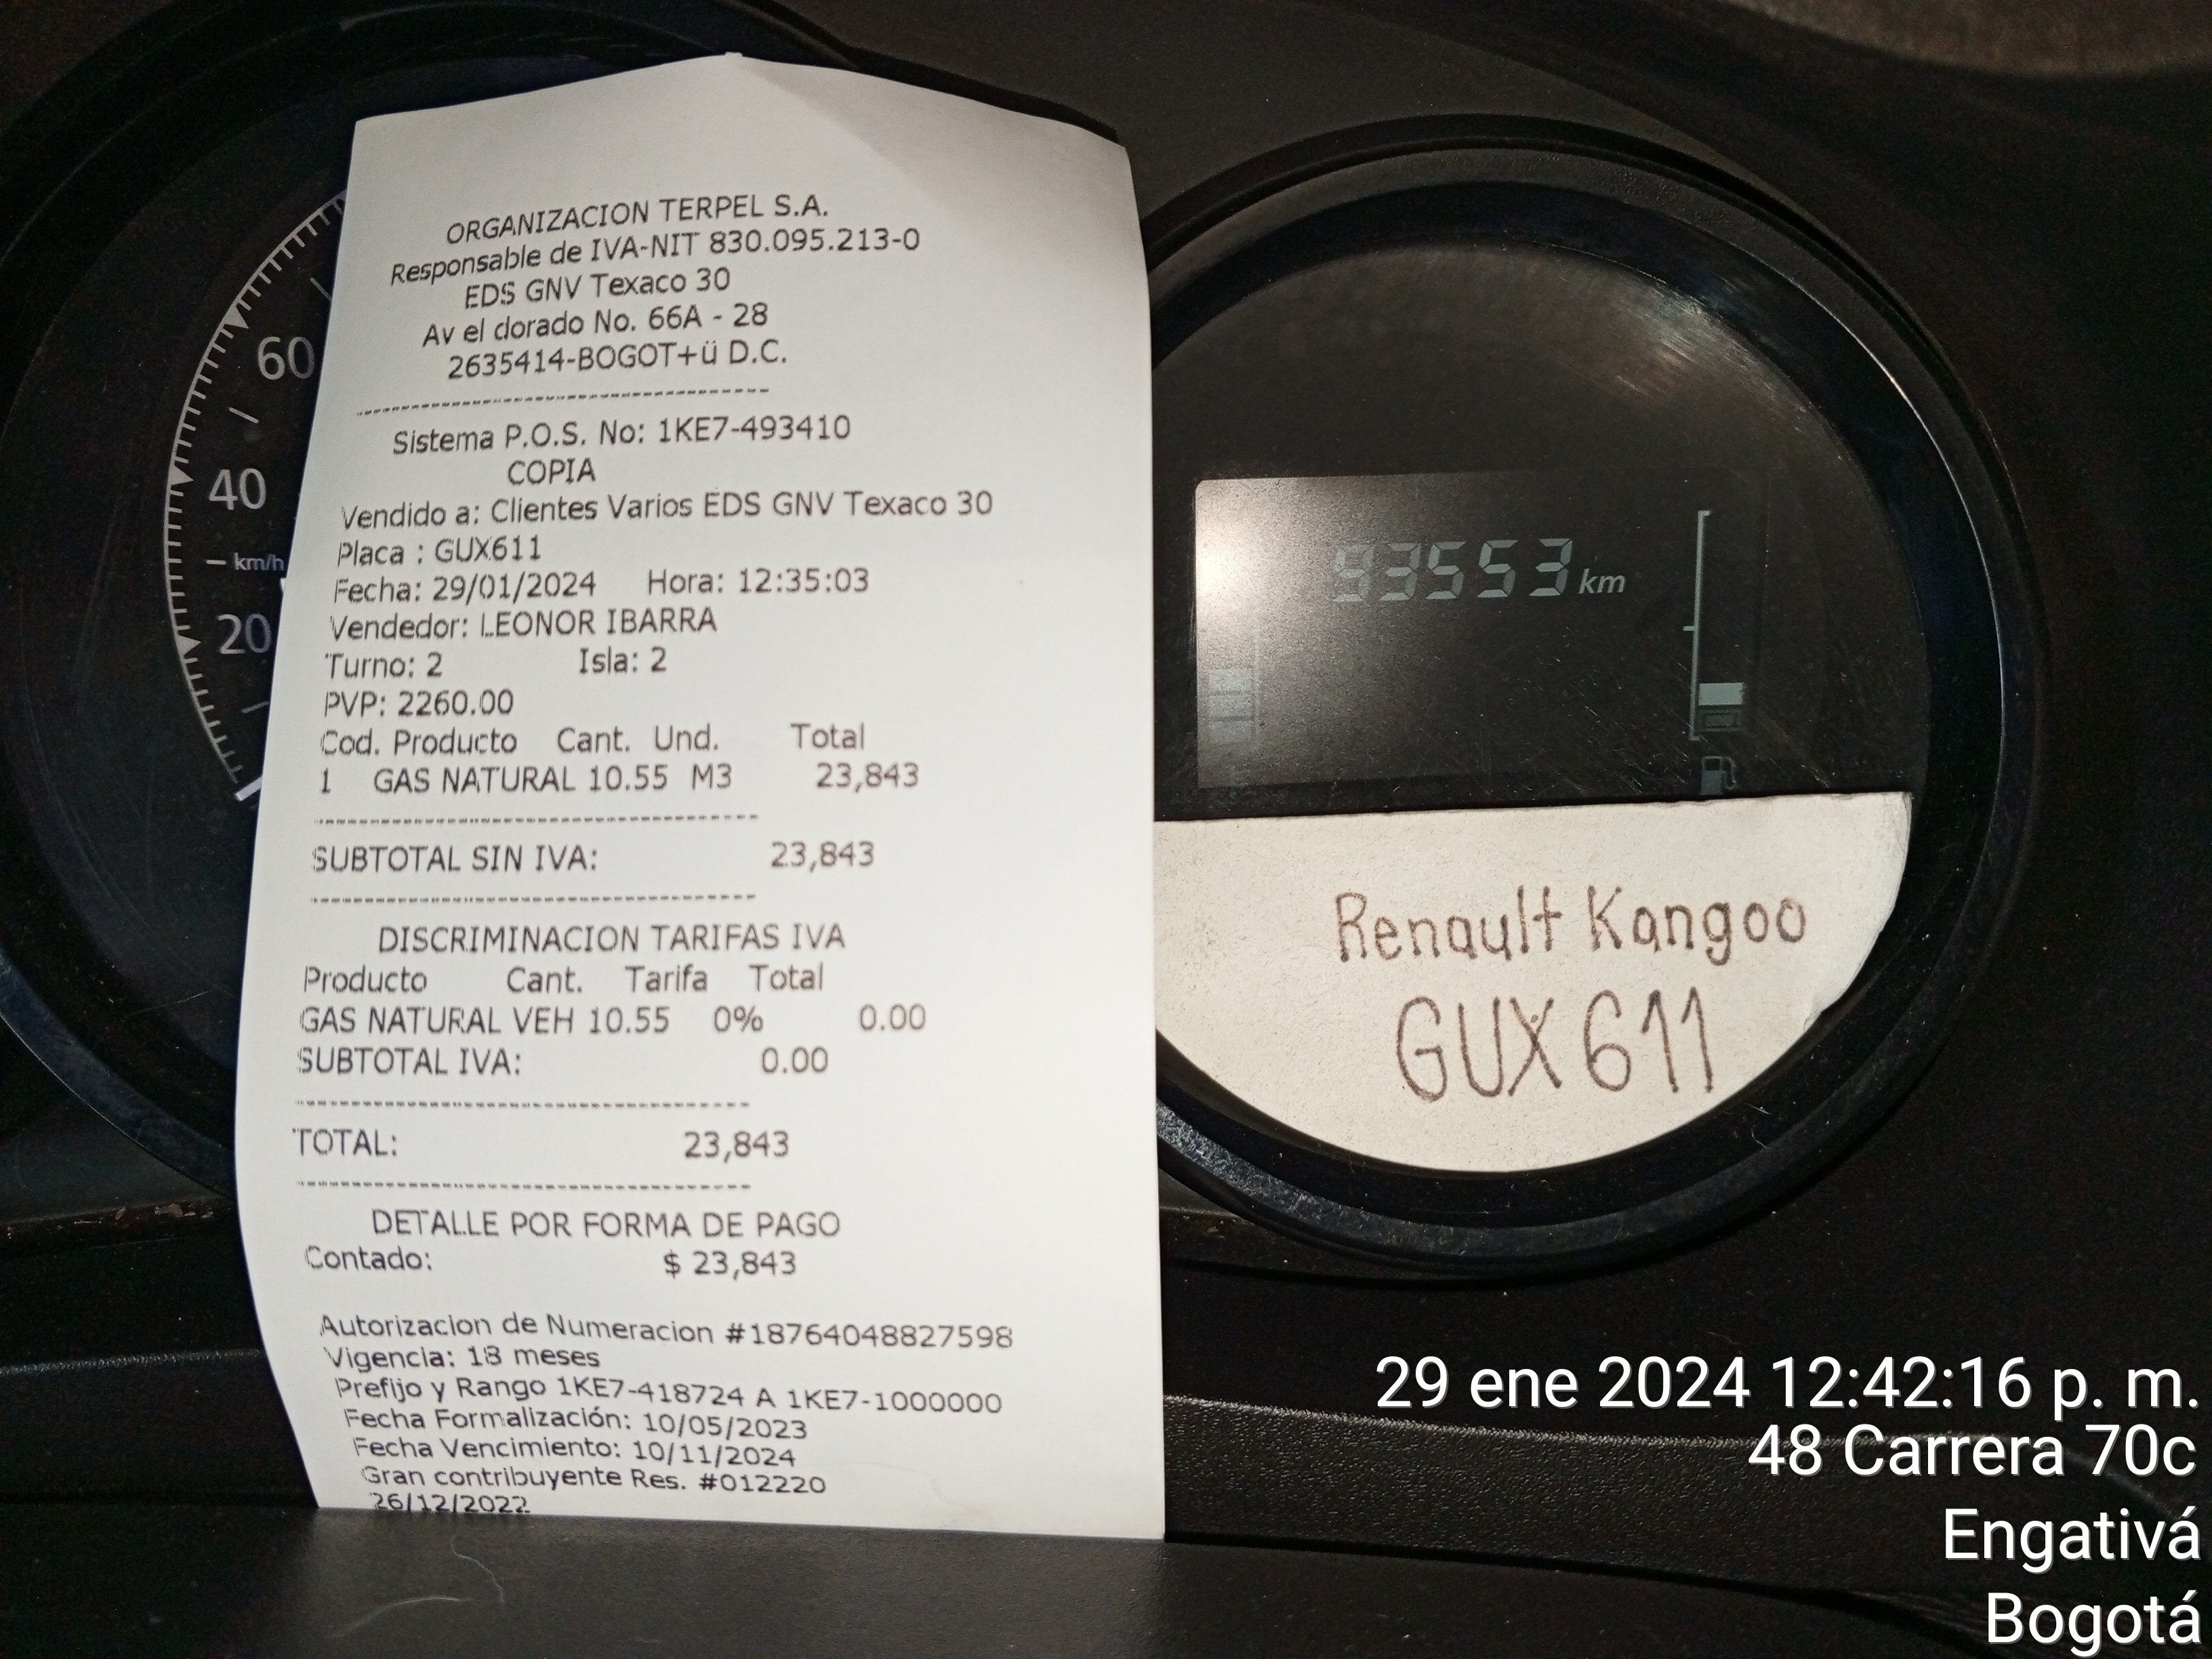 ORGANIZACION TERPEL S.A.
Responsable de IVA-NIT 830.095.213-0
EDS GNV Texaco 30
Av el dorado No. 66A - 28
2635414-BOGOT+ü D.C.
Sistema P.O.S. No: 1KE7-493410
COPIA
Vendido a: Clientes Varios EDS GNV Texaco 30
Placa : GUX611
Fecha: 29/01/2024 Hora: 12:35:03
Vendedor: LEONOR IBARRA
Turno: 2 Isla: 2
PVP: 2260.00
Cod. Producto Cant. Und. Total
1 GAS NATURAL 10.55 M3 23,843
SUBTOTAL SIN IVA: 23,843
DISCRIMINACION TARIFAS IVA
Producto Cant. Tarifa Total
GAS NATURAL VEH 10.55 0% 0.00
SUBTOTAL IVA: 0.00
TOTAL: 23,843
DETALLE POR FORMA DE PAGO
Contado: $ 23,843
Autorizacion de Numeracion #18764048827598
Vigencia: 18 meses
Prefijo y Rango 1KE7-418724 A 1KE7-1000000
Fecha Formalización: 10/05/2023
Fecha Vencimiento: 10/11/2024
Gran contribuyente Res. #012220
26/12/2022
60
40
km/h
20
93553 km
Renault Kangoo
GUX611
29 ene 2024 12:42:16 p. m.
48 Carrera 70c
Engativá
Bogotá